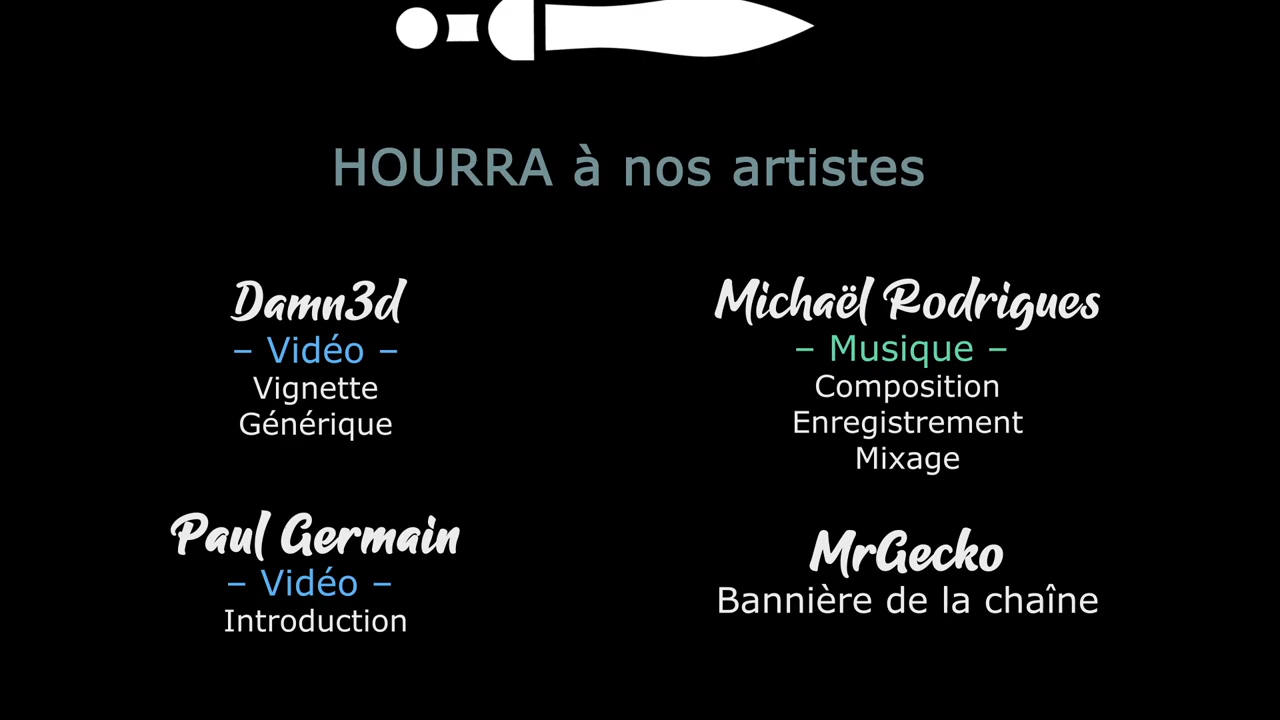 HOURRA à nos artistes
Damn3d
– Vidéo –
Vignette
Générique
Michaël Rodrigues
– Musique –
Composition
Enregistrement
Mixage
Paul Germain
– Vidéo –
Introduction
MrGecko
Bannière de la chaîne